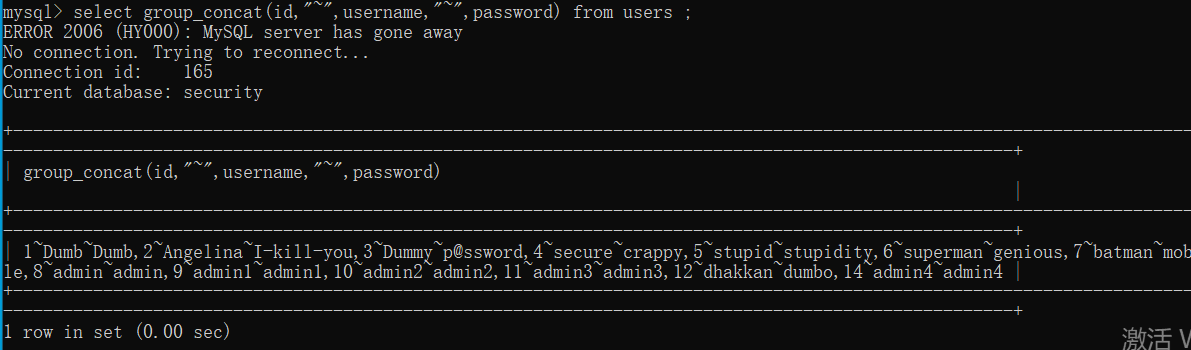 mysql> select group_concat(id,"~",username,"~",password) from users ;
ERROR 2006 (HY000): MySQL server has gone away
No connection. Trying to reconnect...
Connection id:    165
Current database: security
| group_concat(id,"~",username,"~",password)
|
| 1~Dumb~Dumb,2~Angelina~I-kill-you,3~Dummy~p@ssword,4~secure~crappy,5~stupid~stupidity,6~superman~genious,7~batman~mob
le,8~admin~admin,9~admin1~admin1,10~admin2~admin2,11~admin3~admin3,12~dhakkan~dumbo,14~admin4~admin4 |
1 row in set (0.00 sec)
激活